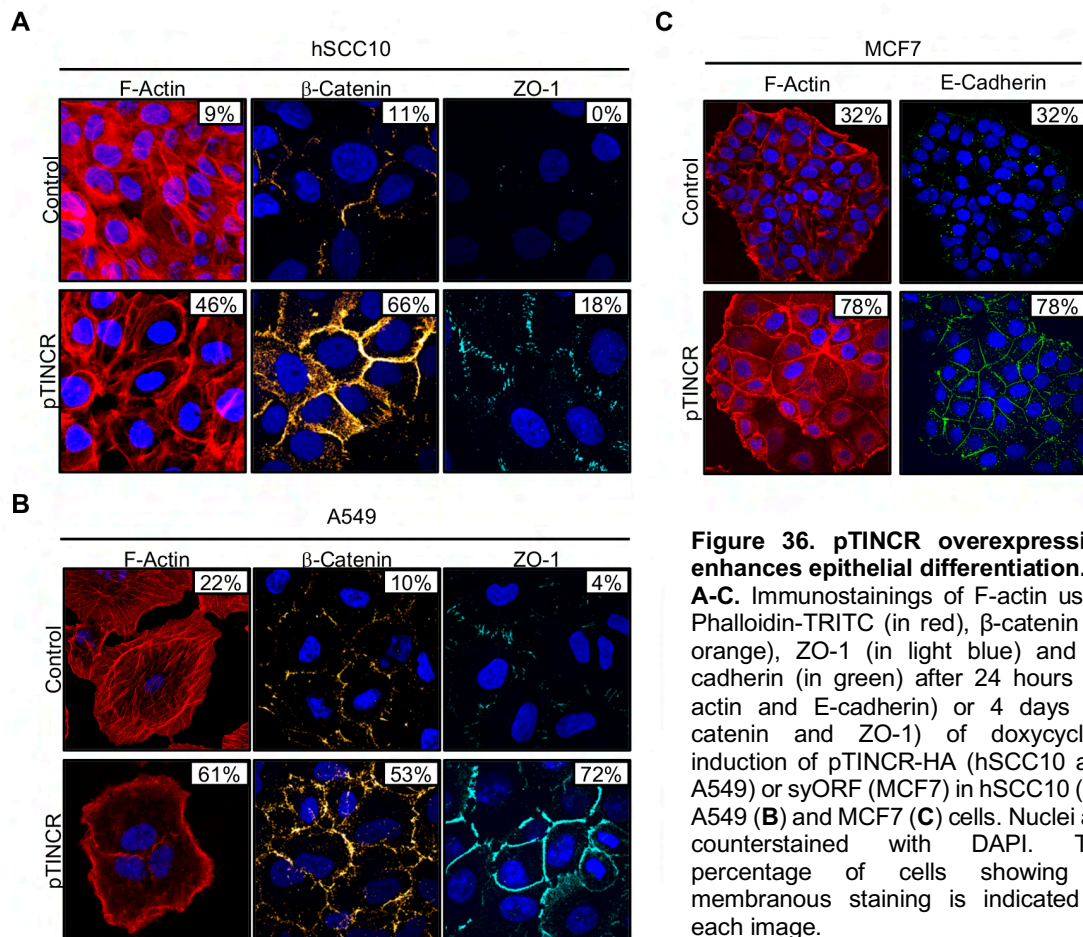 A
hSCC10
F-Actin β-Catenin ZO-1
Control
9% 11% 0%
pTINCR
46% 66% 18%
B
A549
F-Actin β-Catenin ZO-1
Control
22% 10% 4%
pTINCR
61% 53% 72%
C
MCF7
F-Actin E-Cadherin
Control
32% 32%
pTINCR
78% 78%
Figure 36. pTINCR overexpressi
enhances epithelial differentiation.
A-C. Immunostainings of F-actin us
Phalloidin-TRITC (in red), β-catenin
orange), ZO-1 (in light blue) and
cadherin (in green) after 24 hours
actin and E-cadherin) or 4 days
catenin and ZO-1) of doxycycl
induction of pTINCR-HA (hSCC10 a
A549) or syORF (MCF7) in hSCC10 (
A549 (B) and MCF7 (C) cells. Nuclei a
counterstained with DAPI. T
percentage of cells showing
membranous staining is indicated
each image.